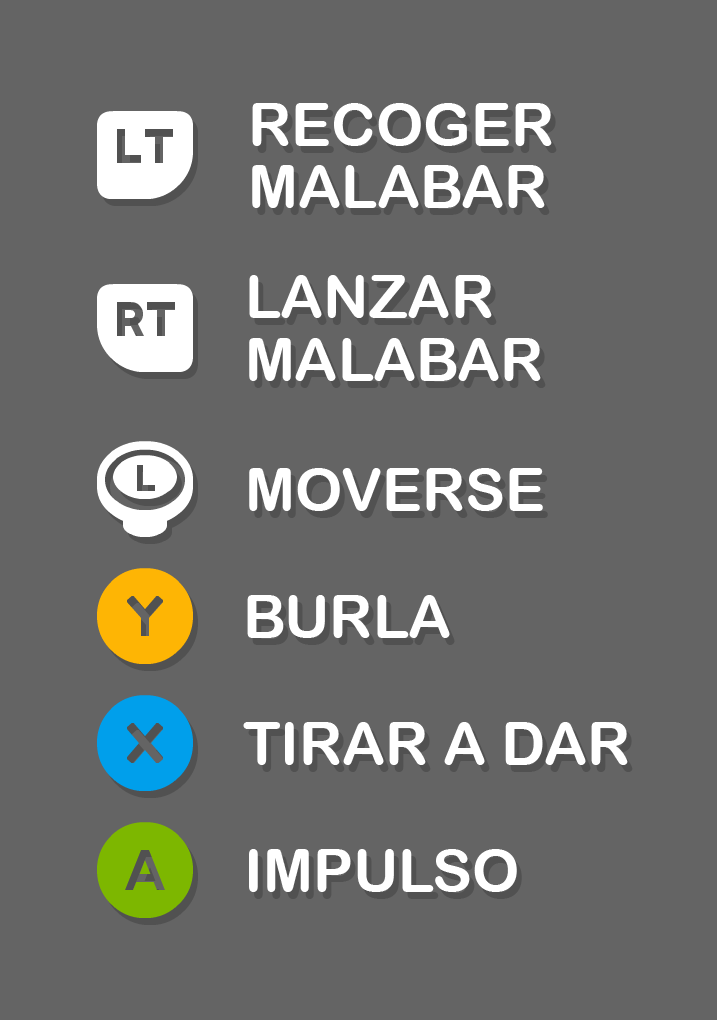 LT RECOGER
MALABAR
RT LANZAR
MALABAR
L MOVERSE
Y BURLA
X TIRAR A DAR
A IMPULSO